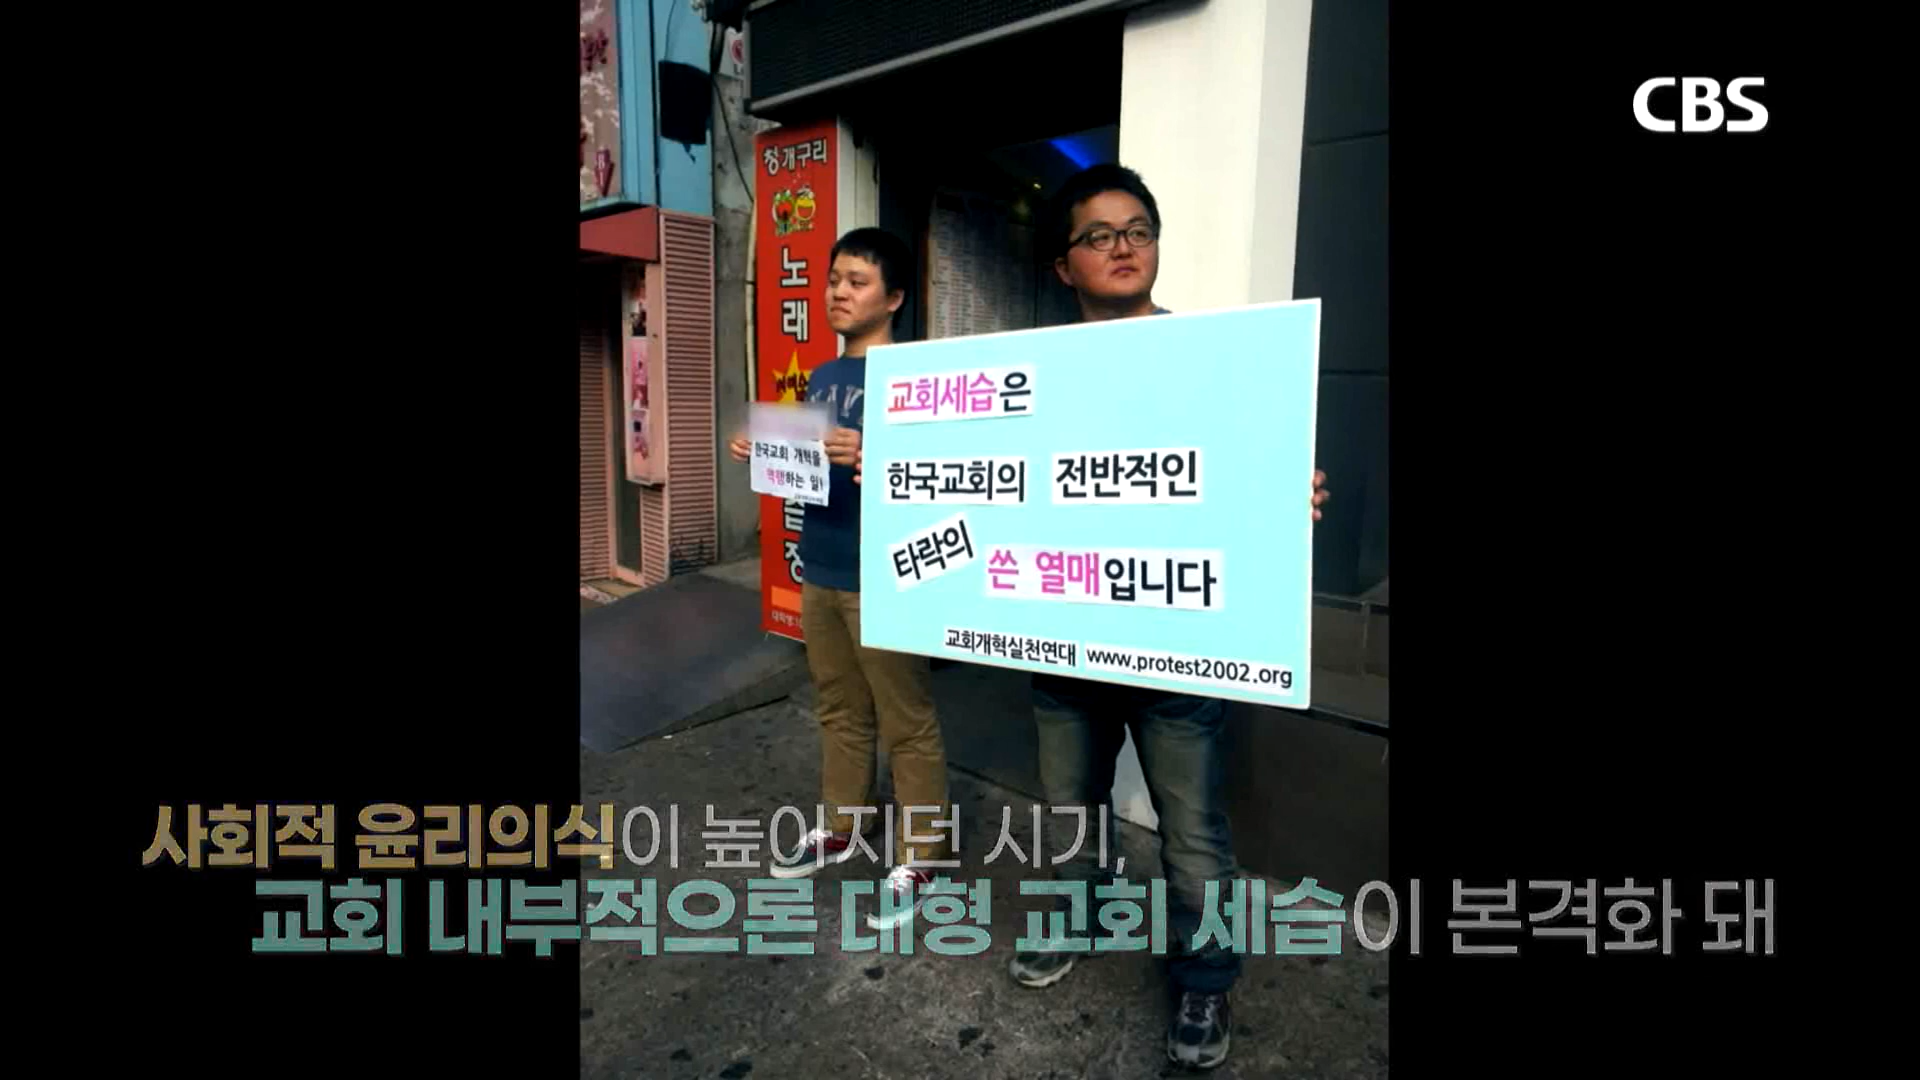 CBS
청개구리
노래
교회세습은
한국교회의 전반적인
타락의 쓴 열매입니다
교회개혁실천연대 www.protest2002.org
한국교회 개혁을
역행하는 일!
사회적 윤리의식이 높아지던 시기,
교회 내부적으론 대형 교회 세습이 본격화 돼